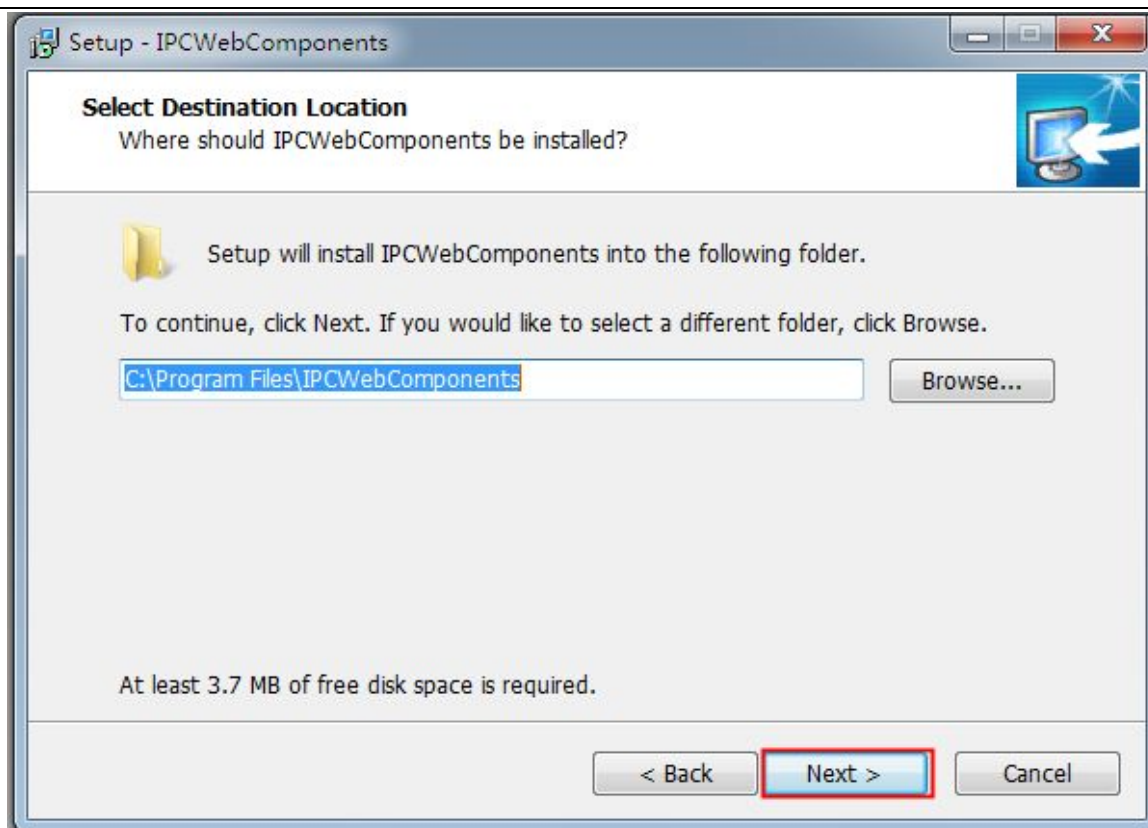 Setup - IPCWebComponents
Select Destination Location
Where should IPCWebComponents be installed?
Setup will install IPCWebComponents into the following folder.
To continue, click Next. If you would like to select a different folder, click Browse.
C:\Program Files\IPCWebComponents
Browse...
At least 3.7 MB of free disk space is required.
< Back
Next >
Cancel